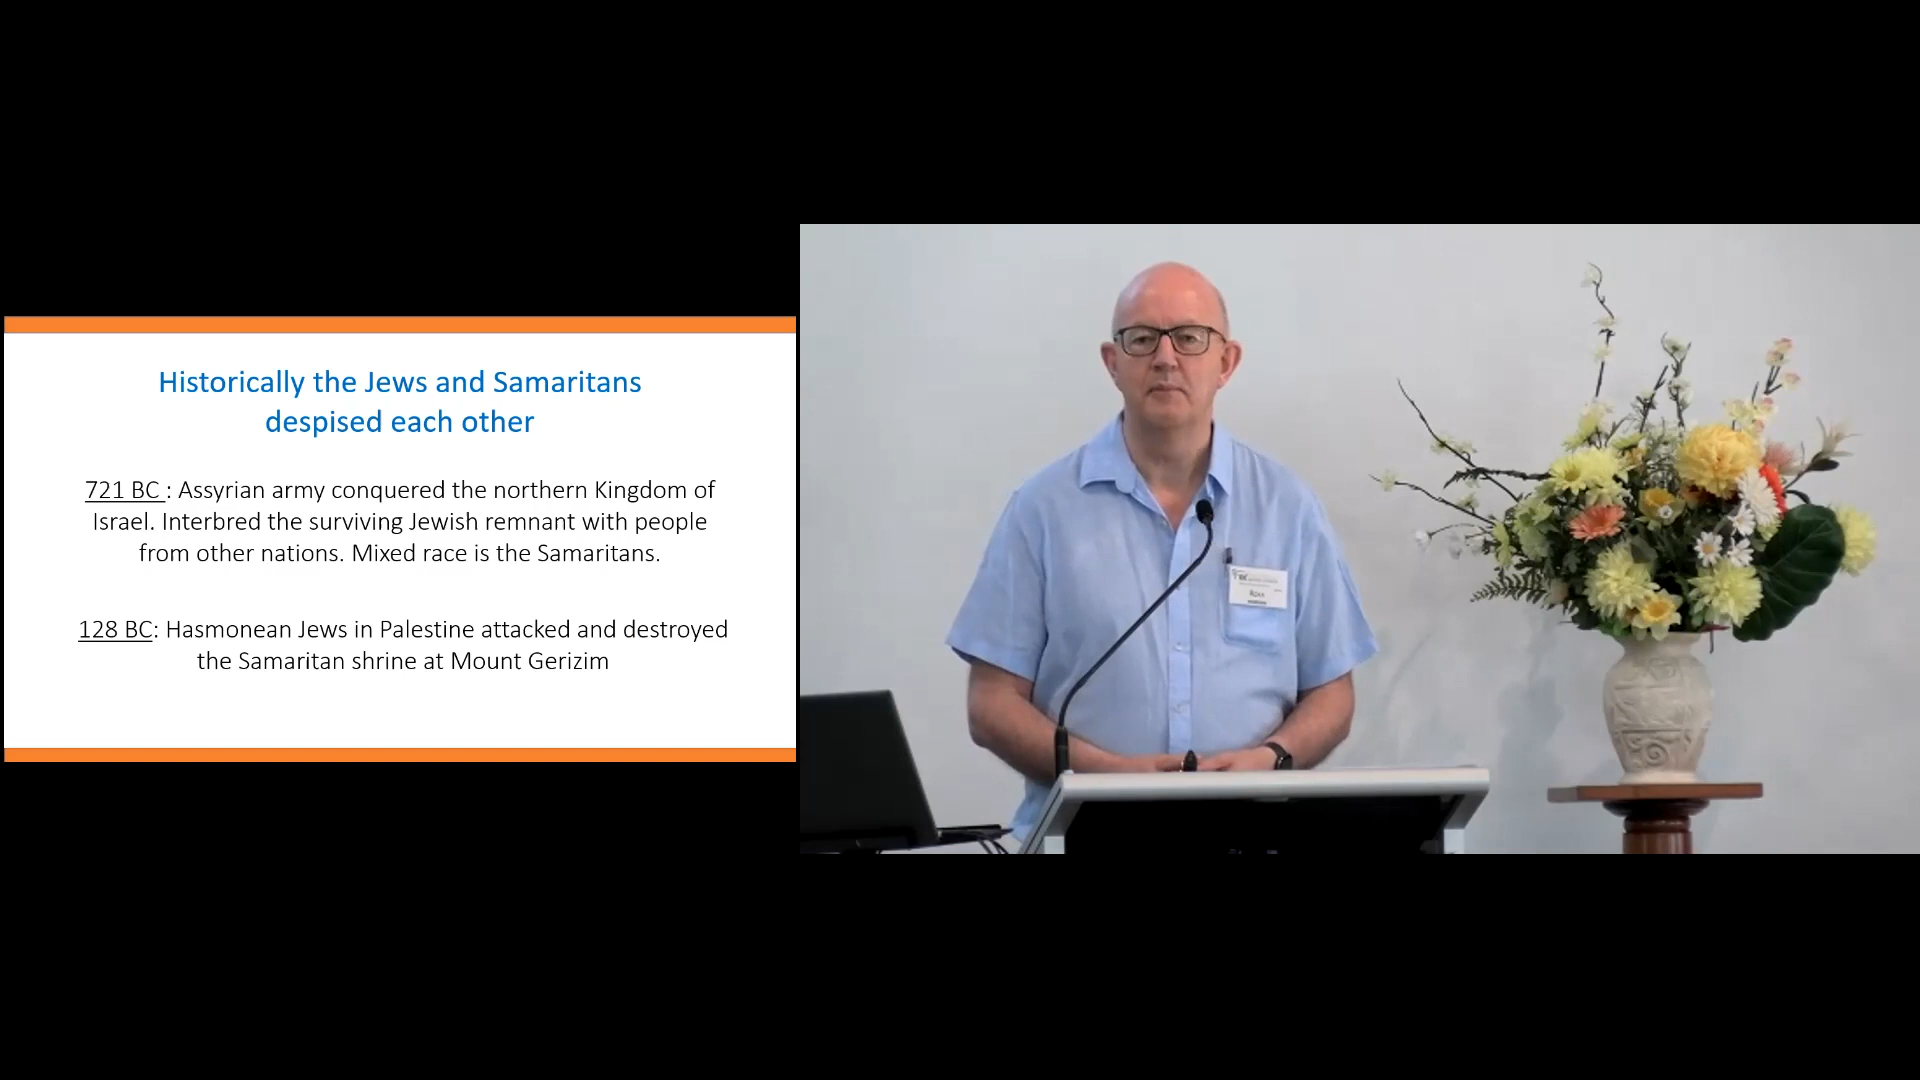 Historically the Jews and Samaritans
despised each other
721 BC : Assyrian army conquered the northern Kingdom of
Israel. Interbred the surviving Jewish remnant with people
from other nations. Mixed race is the Samaritans.
128 BC: Hasmonean Jews in Palestine attacked and destroyed
the Samaritan shrine at Mount Gerizim